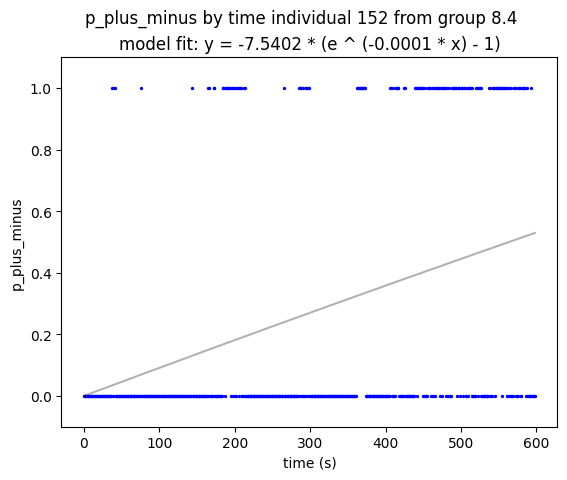 p_plus_minus by time individual 152 from group 8.4
model fit: y = -7.5402 * (e ^ (-0.0001 * x) - 1)
1.0
0.8
0.6
0.4
0.2
0.0
p_plus_minus
0 100 200 300 400 500 600
time (s)